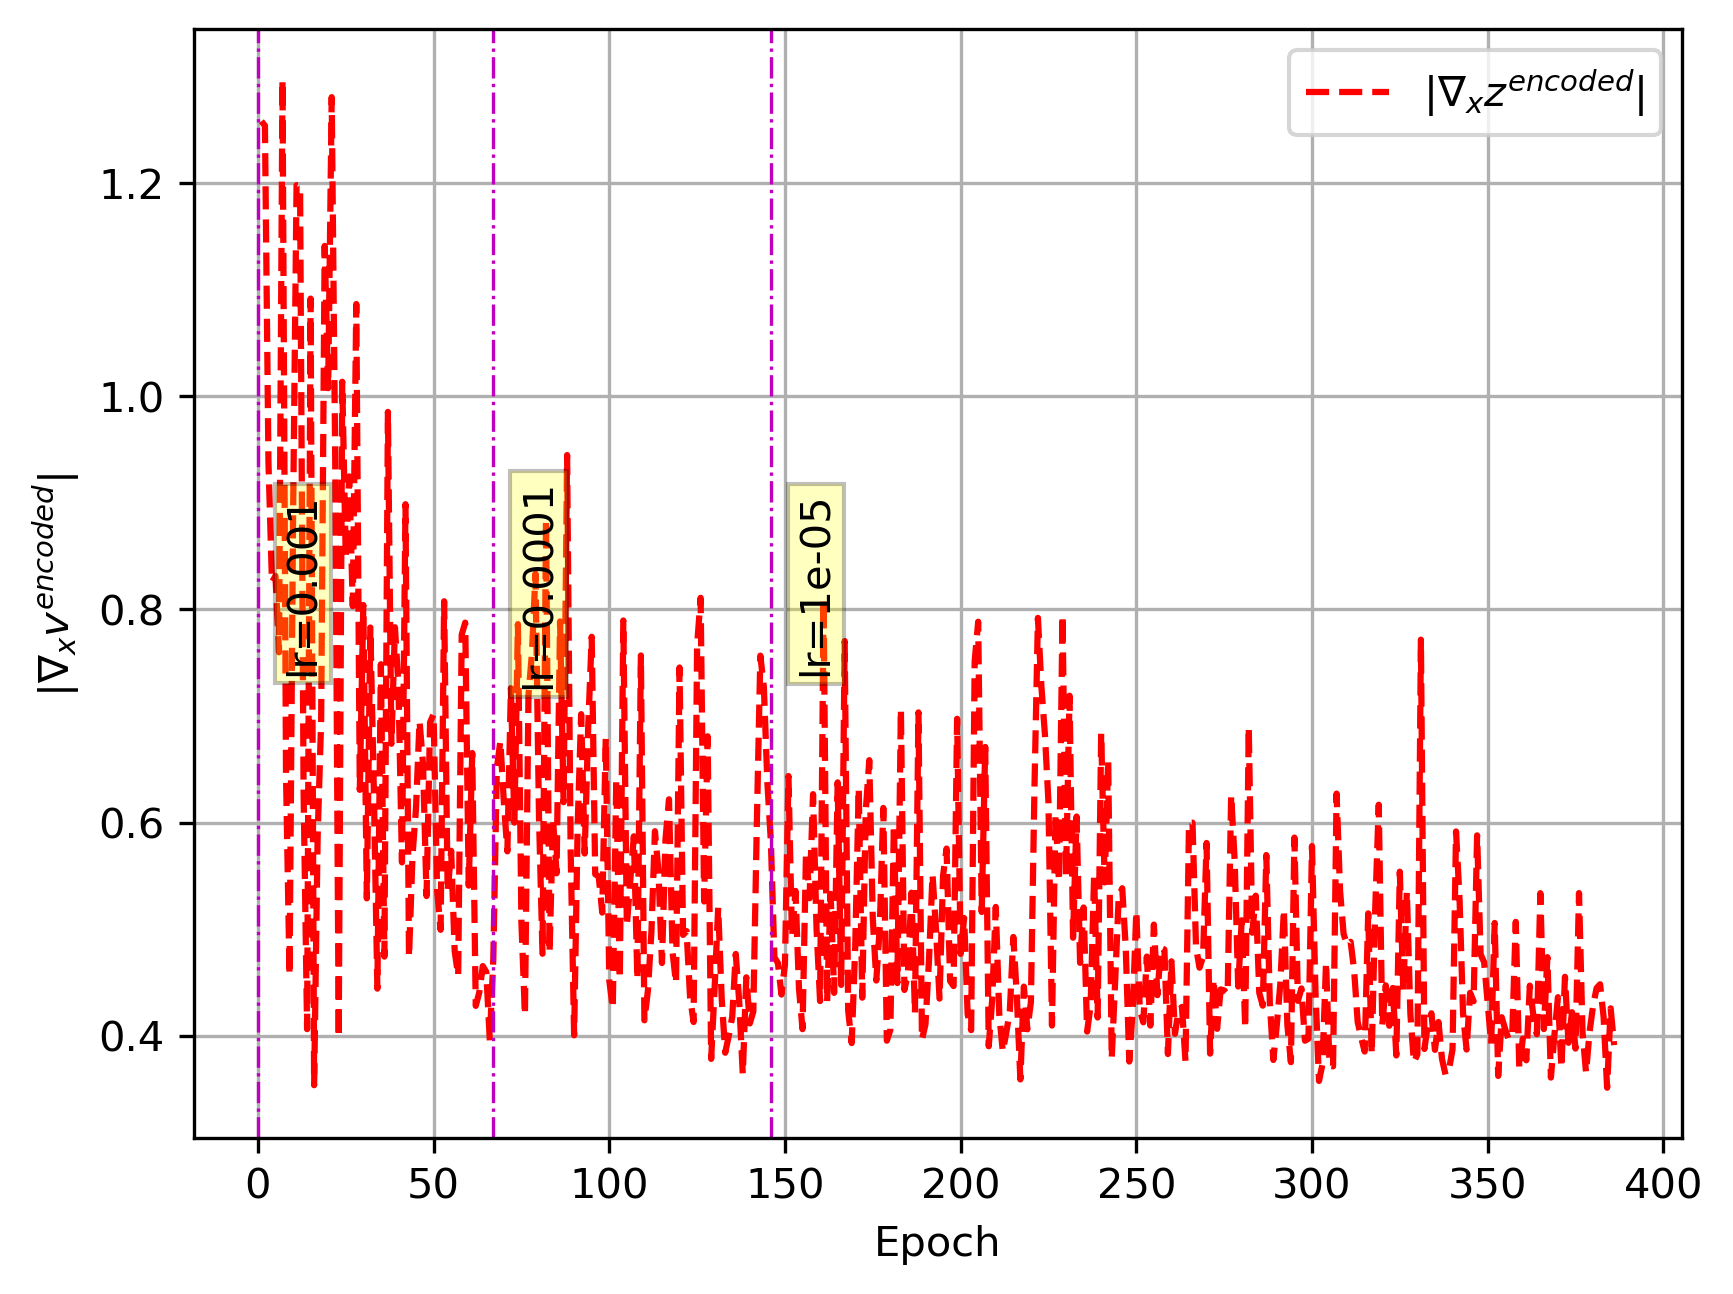 |∇ₓz^{encoded}|
|∇ₓv^{encoded}|
1.2
1.0
0.8
0.6
0.4
lr=0.001
lr=0.0001
lr=1e-05
0 50 100 150 200 250 300 350 400
Epoch